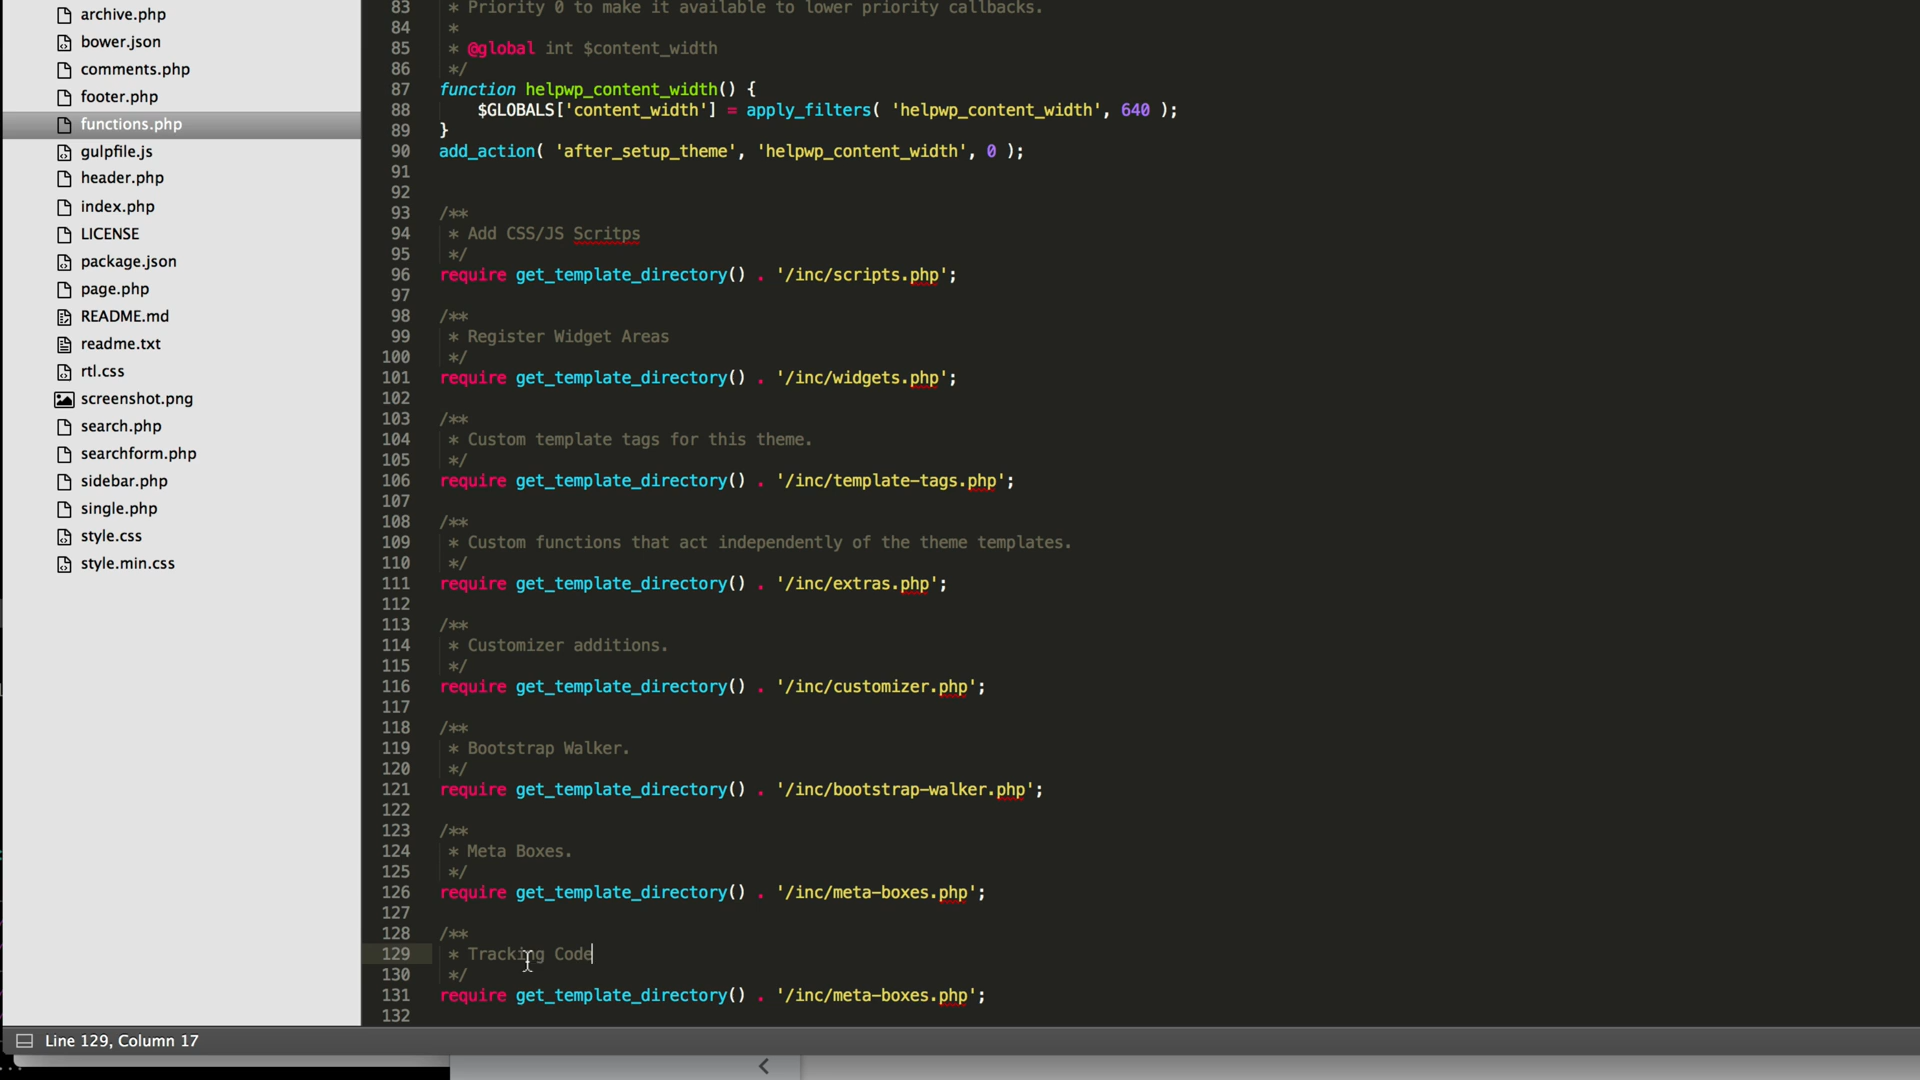 archive.php
bower.json
comments.php
footer.php
functions.php
gulpfile.js
header.php
index.php
LICENSE
package.json
page.php
README.md
readme.txt
rtl.css
screenshot.png
search.php
searchform.php
sidebar.php
single.php
style.css
style.min.css
83 * Priority 0 to make it available to lower priority callbacks.
84 *
85 * @global int $content_width
86 */
87 function helpwp_content_width() {
88 $GLOBALS['content_width'] = apply_filters( 'helpwp_content_width', 640 );
89 }
90 add_action( 'after_setup_theme', 'helpwp_content_width', 0 );
91
92
93 /**
94 * Add CSS/JS Scritps
95 */
96 require get_template_directory() . '/inc/scripts.php';
97
98 /**
99 * Register Widget Areas
100 */
101 require get_template_directory() . '/inc/widgets.php';
102
103 /**
104 * Custom template tags for this theme.
105 */
106 require get_template_directory() . '/inc/template-tags.php';
107
108 /**
109 * Custom functions that act independently of the theme templates.
110 */
111 require get_template_directory() . '/inc/extras.php';
112
113 /**
114 * Customizer additions.
115 */
116 require get_template_directory() . '/inc/customizer.php';
117
118 /**
119 * Bootstrap Walker.
120 */
121 require get_template_directory() . '/inc/bootstrap-walker.php';
122
123 /**
124 * Meta Boxes.
125 */
126 require get_template_directory() . '/inc/meta-boxes.php';
127
128 /**
129 * Tracking Code
130 */
131 require get_template_directory() . '/inc/meta-boxes.php';
132
Line 129, Column 17